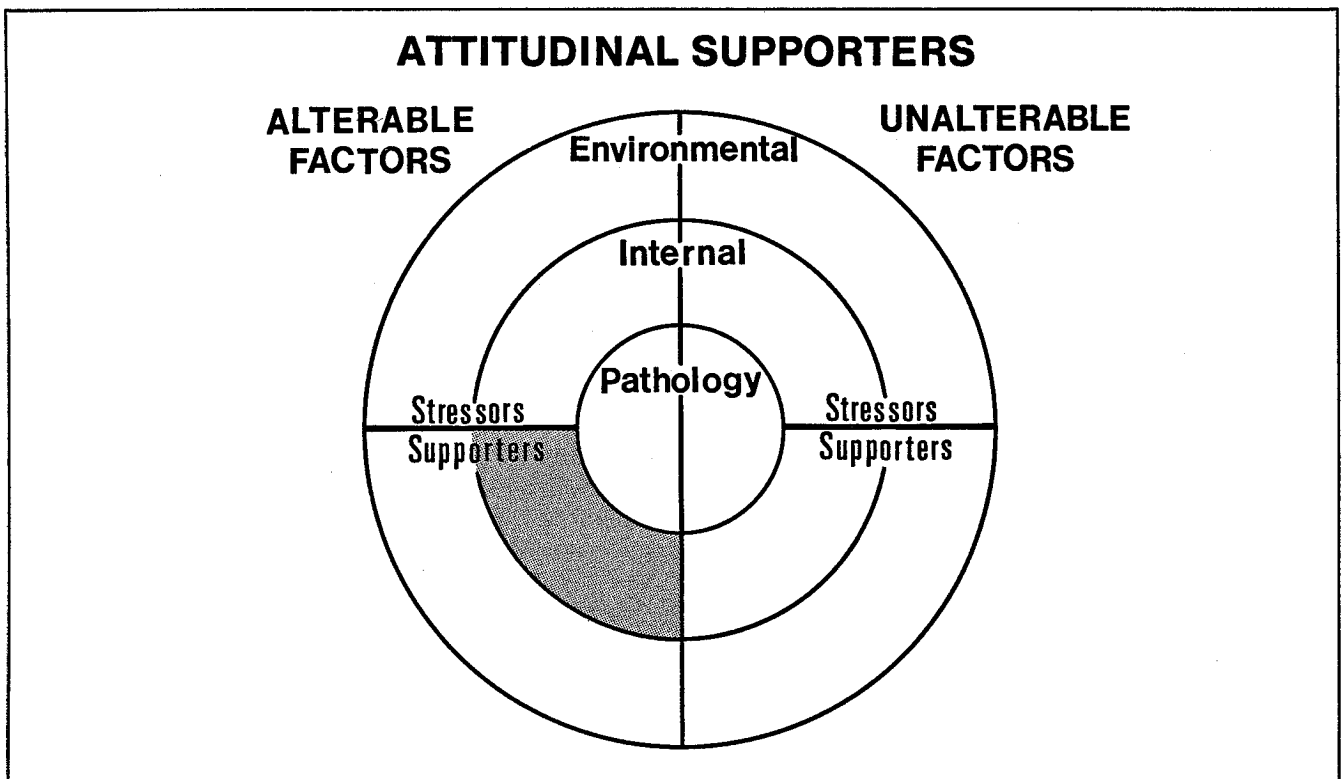 ATTITUDINAL SUPPORTERS
ALTERABLE
FACTORS
UNALTERABLE
FACTORS
Environmental
Internal
Pathology
Stressors
Supporters
Stressors
Supporters